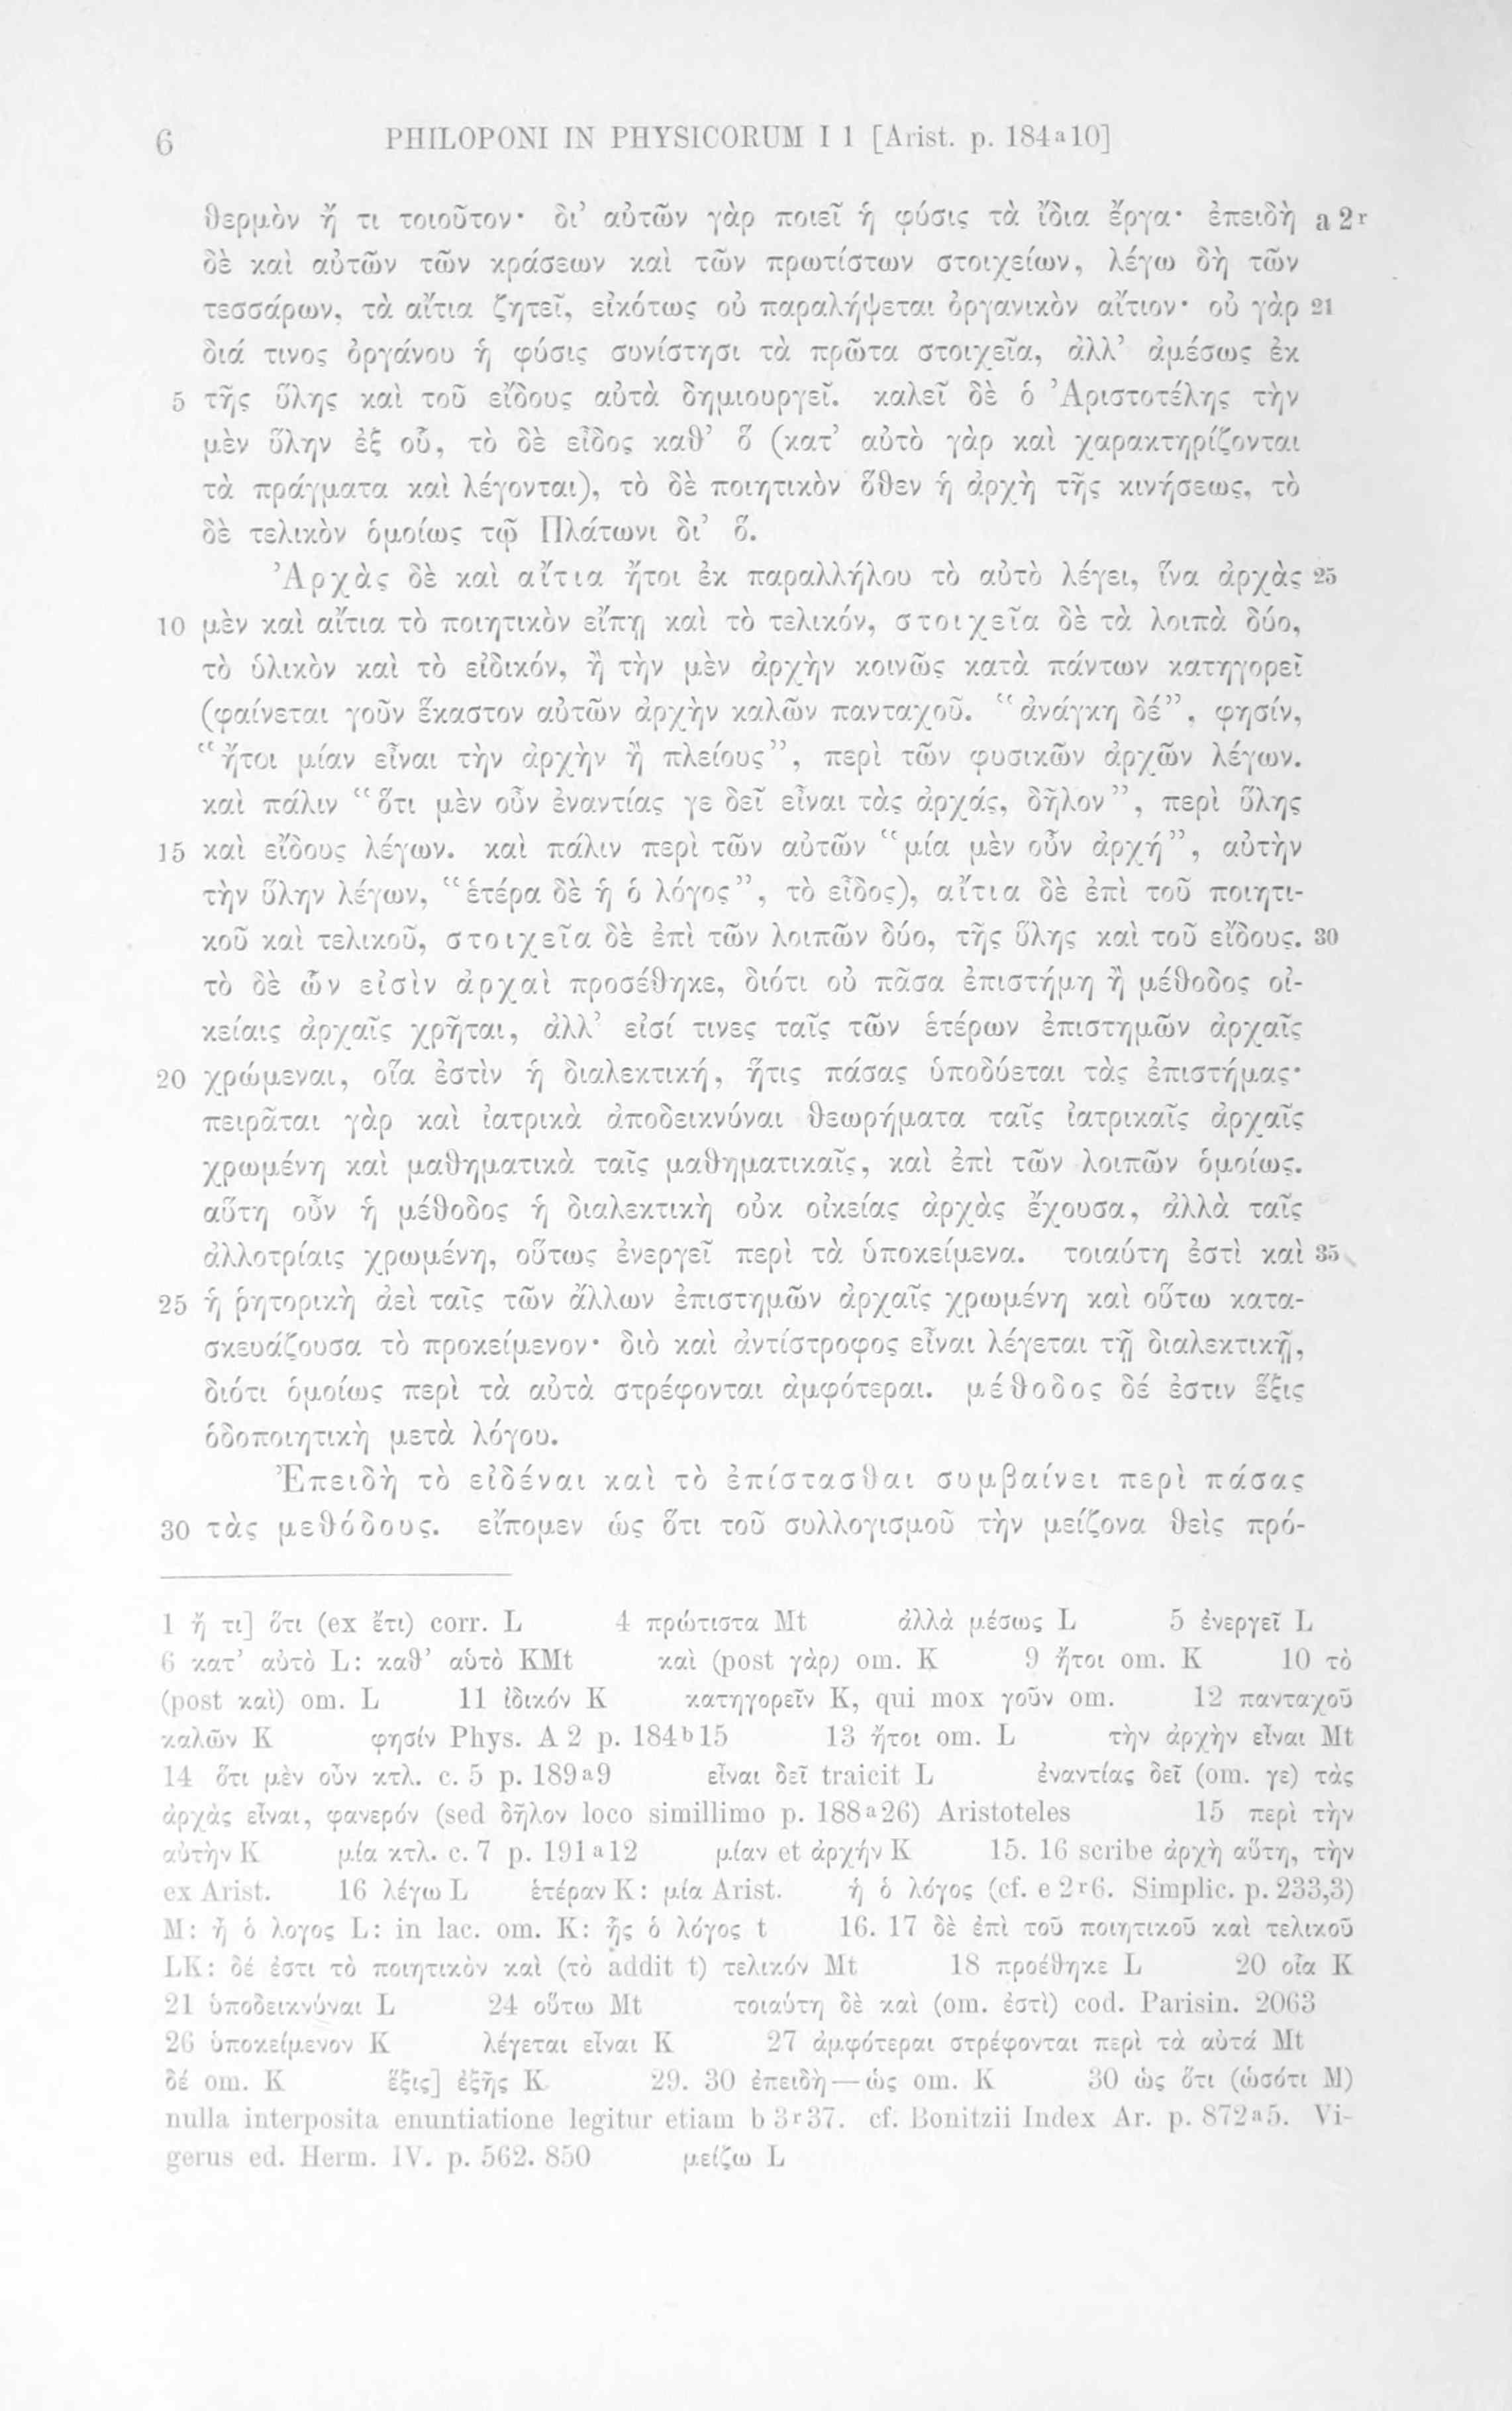 6 PHILOPONI IN PHYSICORUM I 1 [Arist. p. 184a10]
θερμὸν ἤ τι τοιοῦτον· δι’ αὐτῶν γὰρ ποιεῖ ἡ φύσις τὰ ἴδια ἔργα· ἐπειδὴ a 2r
δὲ καὶ αὐτῶν τῶν κράσεων καὶ τῶν πρωτίστων στοιχείων, λέγω δὴ τῶν
τεσσάρων, τὰ αἴτια ζητεῖ, εἰκότως οὐ παραλήψεται ὀργανικὸν αἴτιον· οὐ γὰρ 21
διά τινος ὀργάνου ἡ φύσις συνίστησι τὰ πρῶτα στοιχεῖα, ἀλλ’ ἀμέσως ἐκ
5 τῆς ὕλης καὶ τοῦ εἴδους αὐτὰ δημιουργεῖ. καλεῖ δὲ ὁ Ἀριστοτέλης τὴν
μὲν ὕλην ἐξ οὗ, τὸ δὲ εἶδος καθ’ ὅ (κατ’ αὐτὸ γὰρ καὶ χαρακτηρίζονται
τὰ πράγματα καὶ λέγονται), τὸ δὲ ποιητικὸν ὅθεν ἡ ἀρχὴ τῆς κινήσεως, τὸ
δὲ τελικὸν ὁμοίως τῷ Πλάτωνι δι’ ὅ.
Ἀρχὰς δὲ καὶ αἴτια ἤτοι ἐκ παραλλήλου τὸ αὐτὸ λέγει, ἵνα ἀρχὰς 25
10 μὲν καὶ αἴτια τὸ ποιητικὸν εἴπῃ καὶ τὸ τελικόν, στοιχεῖα δὲ τὰ λοιπὰ δύο,
τὸ ὑλικὸν καὶ τὸ εἰδικόν, ἢ τὴν μὲν ἀρχὴν κοινῶς κατὰ πάντων κατηγορεῖ
(φαίνεται γοῦν ἕκαστον αὐτῶν ἀρχὴν καλῶν πανταχοῦ. “ἀνάγκη δέ”, φησίν,
“ἤτοι μίαν εἶναι τὴν ἀρχὴν ἢ πλείους”, περὶ τῶν φυσικῶν ἀρχῶν λέγων.
καὶ πάλιν “ὅτι μὲν οὖν ἐναντίας γε δεῖ εἶναι τὰς ἀρχάς, δῆλον”, περὶ ὕλης
15 καὶ εἴδους λέγων. καὶ πάλιν περὶ τῶν αὐτῶν “μία μὲν οὖν ἀρχή”, αὐτὴν
τὴν ὕλην λέγων, “ἑτέρα δὲ ἡ ὁ λόγος”, τὸ εἶδος), αἴτια δὲ ἐπὶ τοῦ ποιητι-
κοῦ καὶ τελικοῦ, στοιχεῖα δὲ ἐπὶ τῶν λοιπῶν δύο, τῆς ὕλης καὶ τοῦ εἴδους. 30
τὸ δὲ ὧν εἰσὶν ἀρχαὶ προσέθηκε, διότι οὐ πᾶσα ἐπιστήμη ἢ μέθοδος οἰ-
κείαις ἀρχαῖς χρῆται, ἀλλ’ εἰσί τινες ταῖς τῶν ἑτέρων ἐπιστημῶν ἀρχαῖς
20 χρώμεναι, οἵα ἐστὶν ἡ διαλεκτική, ἥτις πάσας ὑποδύεται τὰς ἐπιστήμας·
πειρᾶται γὰρ καὶ ἰατρικὰ ἀποδεικνύναι θεωρήματα ταῖς ἰατρικαῖς ἀρχαῖς
χρωμένη καὶ μαθηματικὰ ταῖς μαθηματικαῖς, καὶ ἐπὶ τῶν λοιπῶν ὁμοίως.
αὕτη οὖν ἡ μέθοδος ἡ διαλεκτικὴ οὐκ οἰκείας ἀρχὰς ἔχουσα, ἀλλὰ ταῖς
ἀλλοτρίαις χρωμένη, οὕτως ἐνεργεῖ περὶ τὰ ὑποκείμενα. τοιαύτη ἐστὶ καὶ 35
25 ἡ ῥητορικὴ ἀεὶ ταῖς τῶν ἄλλων ἐπιστημῶν ἀρχαῖς χρωμένη καὶ οὕτω κατα-
σκευάζουσα τὸ προκείμενον· διὸ καὶ ἀντίστροφος εἶναι λέγεται τῇ διαλεκτικῇ,
διότι ὁμοίως περὶ τὰ αὐτὰ στρέφονται ἀμφότεραι. μέθοδος δέ ἐστιν ἕξις
ὁδοποιητικὴ μετὰ λόγου.
Ἐπειδὴ τὸ εἰδέναι καὶ τὸ ἐπίστασθαι συμβαίνει περὶ πάσας
30 τὰς μεθόδους. εἴπομεν ὡς ὅτι τοῦ συλλογισμοῦ τὴν μείζονα θεὶς πρό-
1 ἤ τι] ὅτι (ex ἔτι) corr. L 4 πρώτιστα Mt ἀλλὰ μέσως L 5 ἐνεργεῖ L
6 κατ’ αὐτὸ L: καθ’ αὑτὸ KMt καὶ (post γὰρ) om. K 9 ἤτοι om. K 10 τὸ
(post καὶ) om. L 11 ἰδικόν K κατηγορεῖν K, qui mox γοῦν om. 12 πανταχοῦ
καλῶν K φησίν Phys. A 2 p. 184b15 13 ἤτοι om. L τὴν ἀρχὴν εἶναι Mt
14 ὅτι μὲν οὖν κτλ. c. 5 p. 189a9 εἶναι δεῖ traicit L ἐναντίας δεῖ (om. γε) τὰς
ἀρχὰς εἶναι, φανερόν (sed δῆλον loco simillimo p. 188a26) Aristoteles 15 περὶ τὴν
αὐτὴν K μία κτλ. c. 7 p. 191a12 μίαν et ἀρχήν K 15. 16 scribe ἀρχὴ αὕτη, τὴν
ex Arist. 16 λέγω L ἑτέραν K: μία Arist. ἡ ὁ λόγος (cf. e 2r6. Simplic. p. 233,3)
M: ἢ ὁ λογος L: in lac. om. K: ἧς ὁ λόγος t 16. 17 δὲ ἐπὶ τοῦ ποιητικοῦ καὶ τελικοῦ
LK: δέ ἐστι τὸ ποιητικὸν καὶ (τὸ addit t) τελικόν Mt 18 προέθηκε L 20 οἷα K
21 ὑποδεικνύναι L 24 οὕτω Mt τοιαύτη δὲ καὶ (om. ἐστὶ) cod. Parisin. 2063
26 ὑποκείμενον K λέγεται εἶναι K 27 ἀμφότεραι στρέφονται περὶ τὰ αὐτά Mt
δέ om. K ἕξις] ἑξῆς K 29. 30 ἐπειδὴ — ὡς om. K 30 ὡς ὅτι (ὡσότι M)
nulla interposita enuntiatione legitur etiam b 3r37. cf. Bonitzii Index Ar. p. 872a5. Vi-
gerus ed. Herm. IV. p. 562. 850 μείζω L